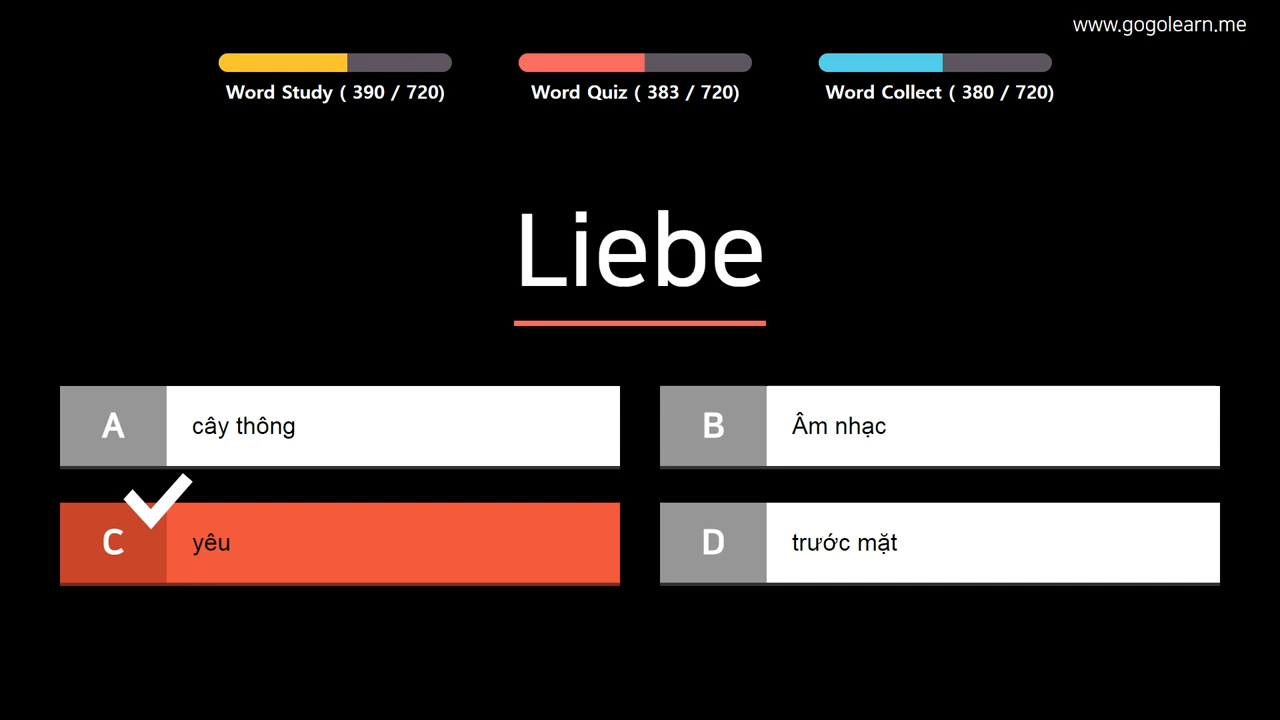 www.gogolearn.me
Word Study ( 390 / 720)
Word Quiz ( 383 / 720)
Word Collect ( 380 / 720)
Liebe
A
cây thông
B
Âm nhạc
C
yêu
D
trước mặt